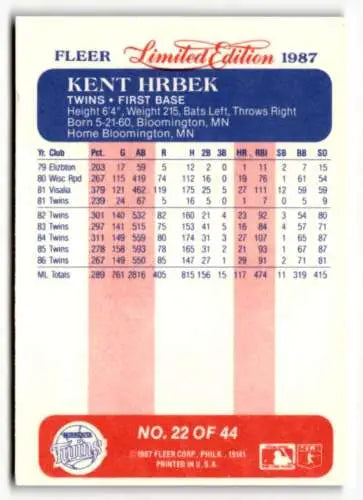 FLEER Limited Edition 1987
KENT HRBEK
TWINS • FIRST BASE
Height 6'4", Weight 215, Bats Left, Throws Right
Born 5-21-60, Bloomington, MN
Home Bloomington, MN
Yr. Club Pct. G AB R H 2B 3B HR RBI SB BB SO
79 Elizbton .203 17 59 5 12 2 0 1 11 2 7 15
80 Wisc Rpd .267 115 419 74 112 16 0 19 76 1 61 54
81 Visalia .379 121 462 119 175 25 5 27 111 12 59 59
81 Twins .239 24 67 5 16 5 0 1 7 0 5 9
82 Twins .301 140 532 82 160 21 4 23 92 3 54 80
83 Twins .297 141 515 75 153 41 5 16 84 4 57 71
84 Twins .311 149 559 80 174 31 3 27 107 1 65 87
85 Twins .278 158 593 78 165 31 2 21 93 1 67 87
86 Twins .267 149 550 85 147 27 1 29 91 2 71 81
ML Totals .289 761 2816 405 815 156 15 117 474 11 319 415
MINNESOTA
Twins
NO. 22 OF 44
©1987 FLEER CORP., PHILA., 19141
PRINTED IN U.S.A.